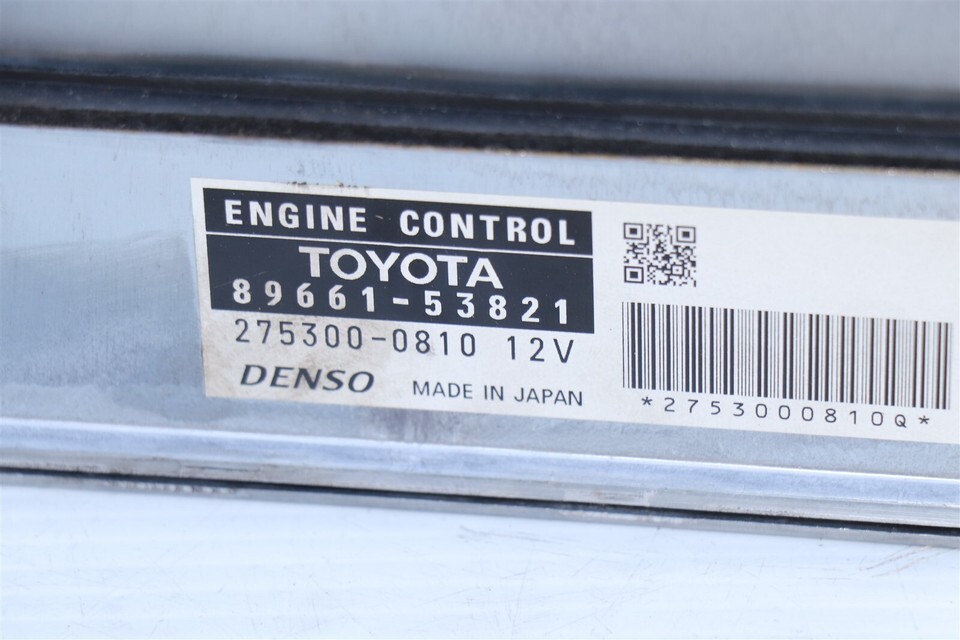 ENGINE CONTROL
TOYOTA
89661-53821
275300-0810 12V
DENSO MADE IN JAPAN
*2753000810Q*